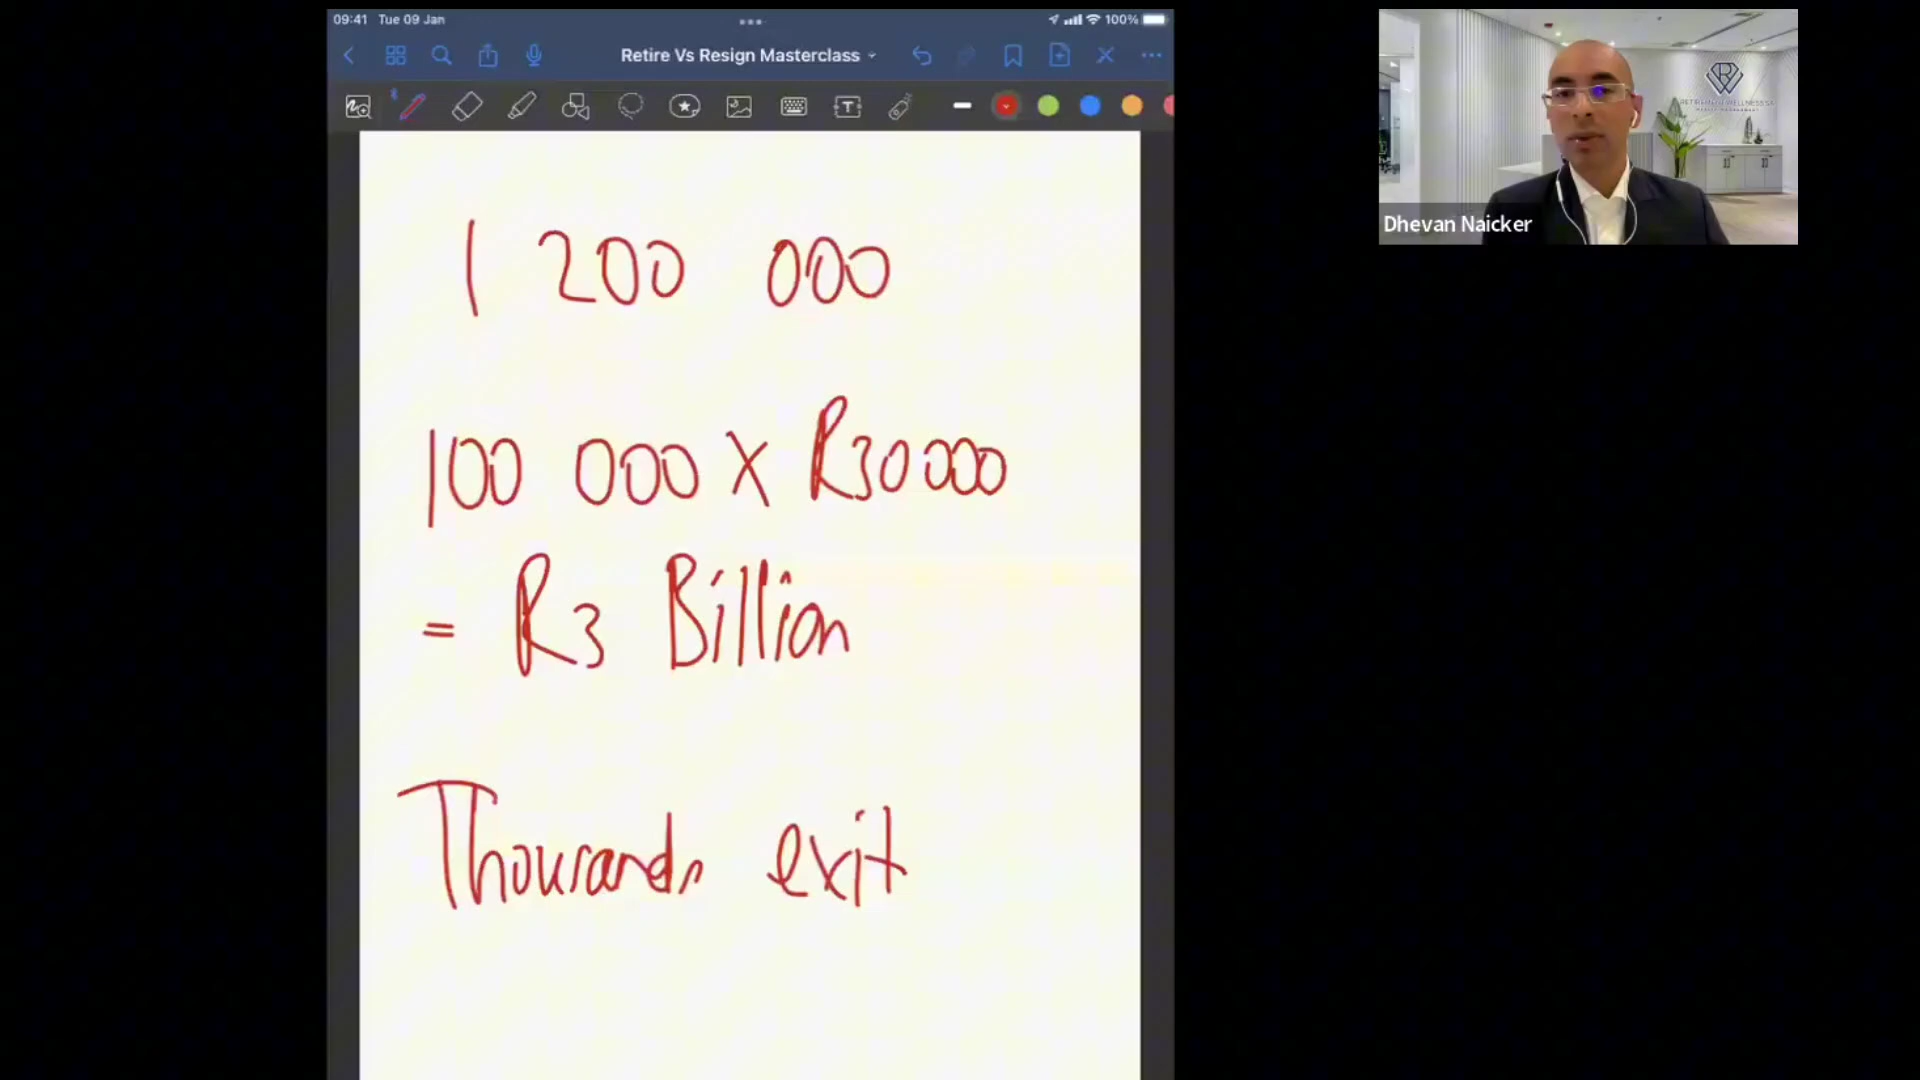 09:41 Tue 09 Jan
100%
Retire Vs Resign Masterclass
1 200 000
100 000 X R30 000
= R3 Billion
Thousands exit
Dhevan Naicker